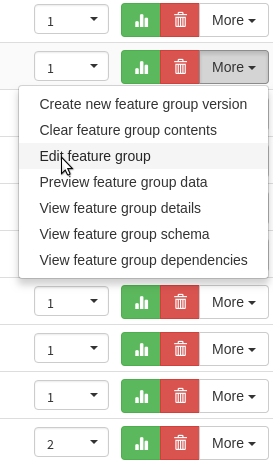 1 More
1 More
Create new feature group version
Clear feature group contents
Edit feature group
Preview feature group data
View feature group details
View feature group schema
View feature group dependencies
1 More
1 More
1 More
2 More